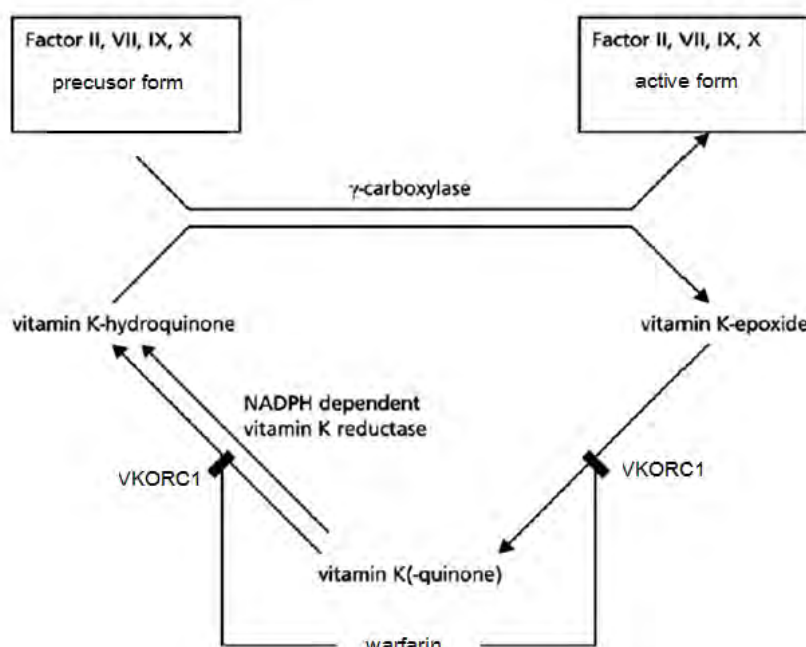 Factor II, VII, IX, X
precusor form
Factor II, VII, IX, X
active form
γ-carboxylase
vitamin K-hydroquinone
vitamin K-epoxide
NADPH dependent
vitamin K reductase
VKORC1
VKORC1
vitamin K(-quinone)
warfarin